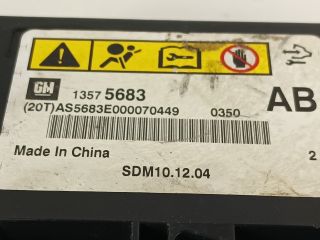 GM 1357 5683 AB
(20T)AS5683E000070449 0350
Made In China 2
SDM10.12.04